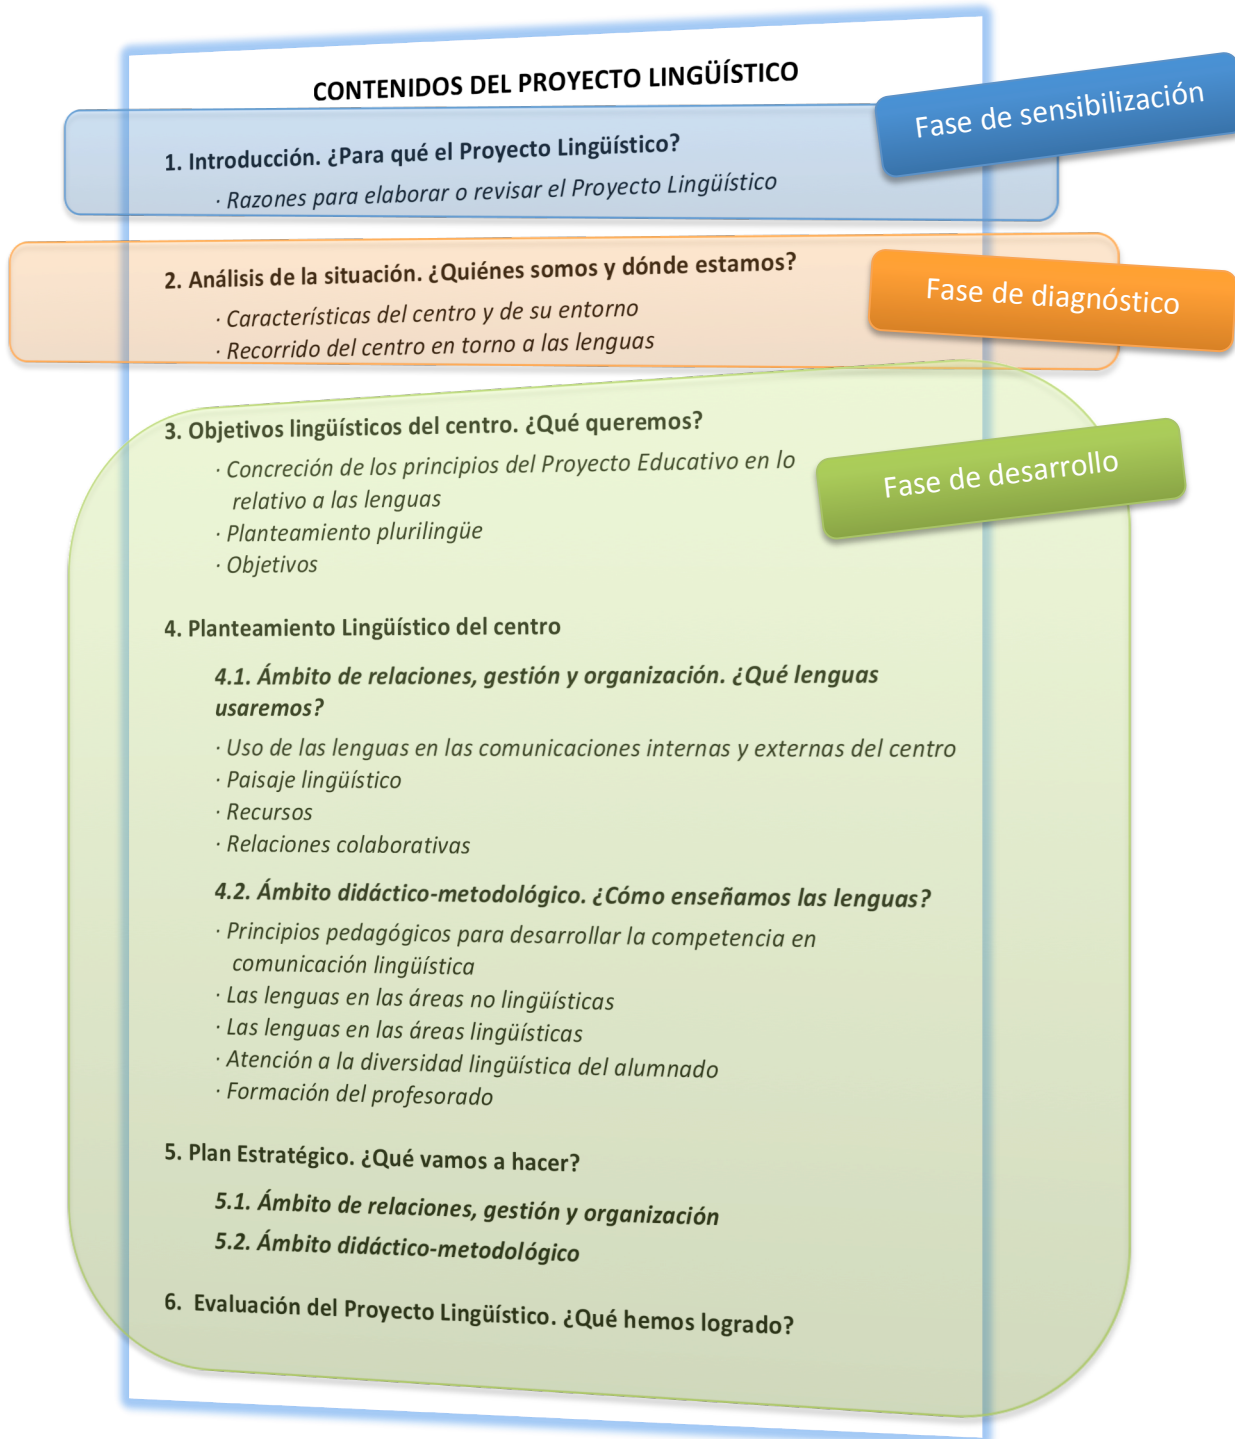 CONTENIDOS DEL PROYECTO LINGÜÍSTICO
Fase de sensibilización
1. Introducción. ¿Para qué el Proyecto Lingüístico?
· Razones para elaborar o revisar el Proyecto Lingüístico
2. Análisis de la situación. ¿Quiénes somos y dónde estamos?
Fase de diagnóstico
· Características del centro y de su entorno
· Recorrido del centro en torno a las lenguas
3. Objetivos lingüísticos del centro. ¿Qué queremos?
Fase de desarrollo
· Concreción de los principios del Proyecto Educativo en lo
relativo a las lenguas
· Planteamiento plurilingüe
· Objetivos
4. Planteamiento Lingüístico del centro
4.1. Ámbito de relaciones, gestión y organización. ¿Qué lenguas
usaremos?
· Uso de las lenguas en las comunicaciones internas y externas del centro
· Paisaje lingüístico
· Recursos
· Relaciones colaborativas
4.2. Ámbito didáctico-metodológico. ¿Cómo enseñamos las lenguas?
· Principios pedagógicos para desarrollar la competencia en
comunicación lingüística
· Las lenguas en las áreas no lingüísticas
· Las lenguas en las áreas lingüísticas
· Atención a la diversidad lingüística del alumnado
· Formación del profesorado
5. Plan Estratégico. ¿Qué vamos a hacer?
5.1. Ámbito de relaciones, gestión y organización
5.2. Ámbito didáctico-metodológico
6. Evaluación del Proyecto Lingüístico. ¿Qué hemos logrado?